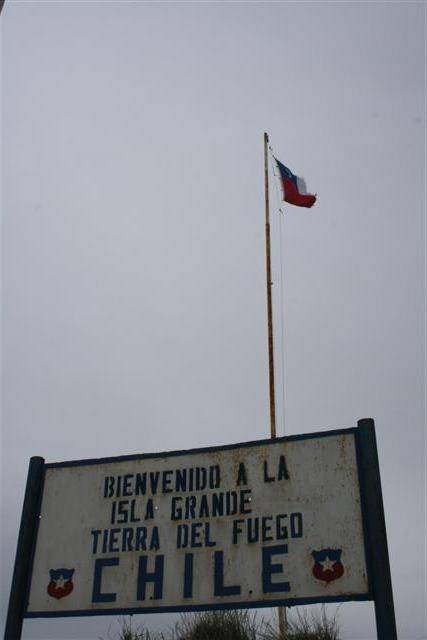 BIENVENIDO A LA
ISLA GRANDE
TIERRA DEL FUEGO
CHILE